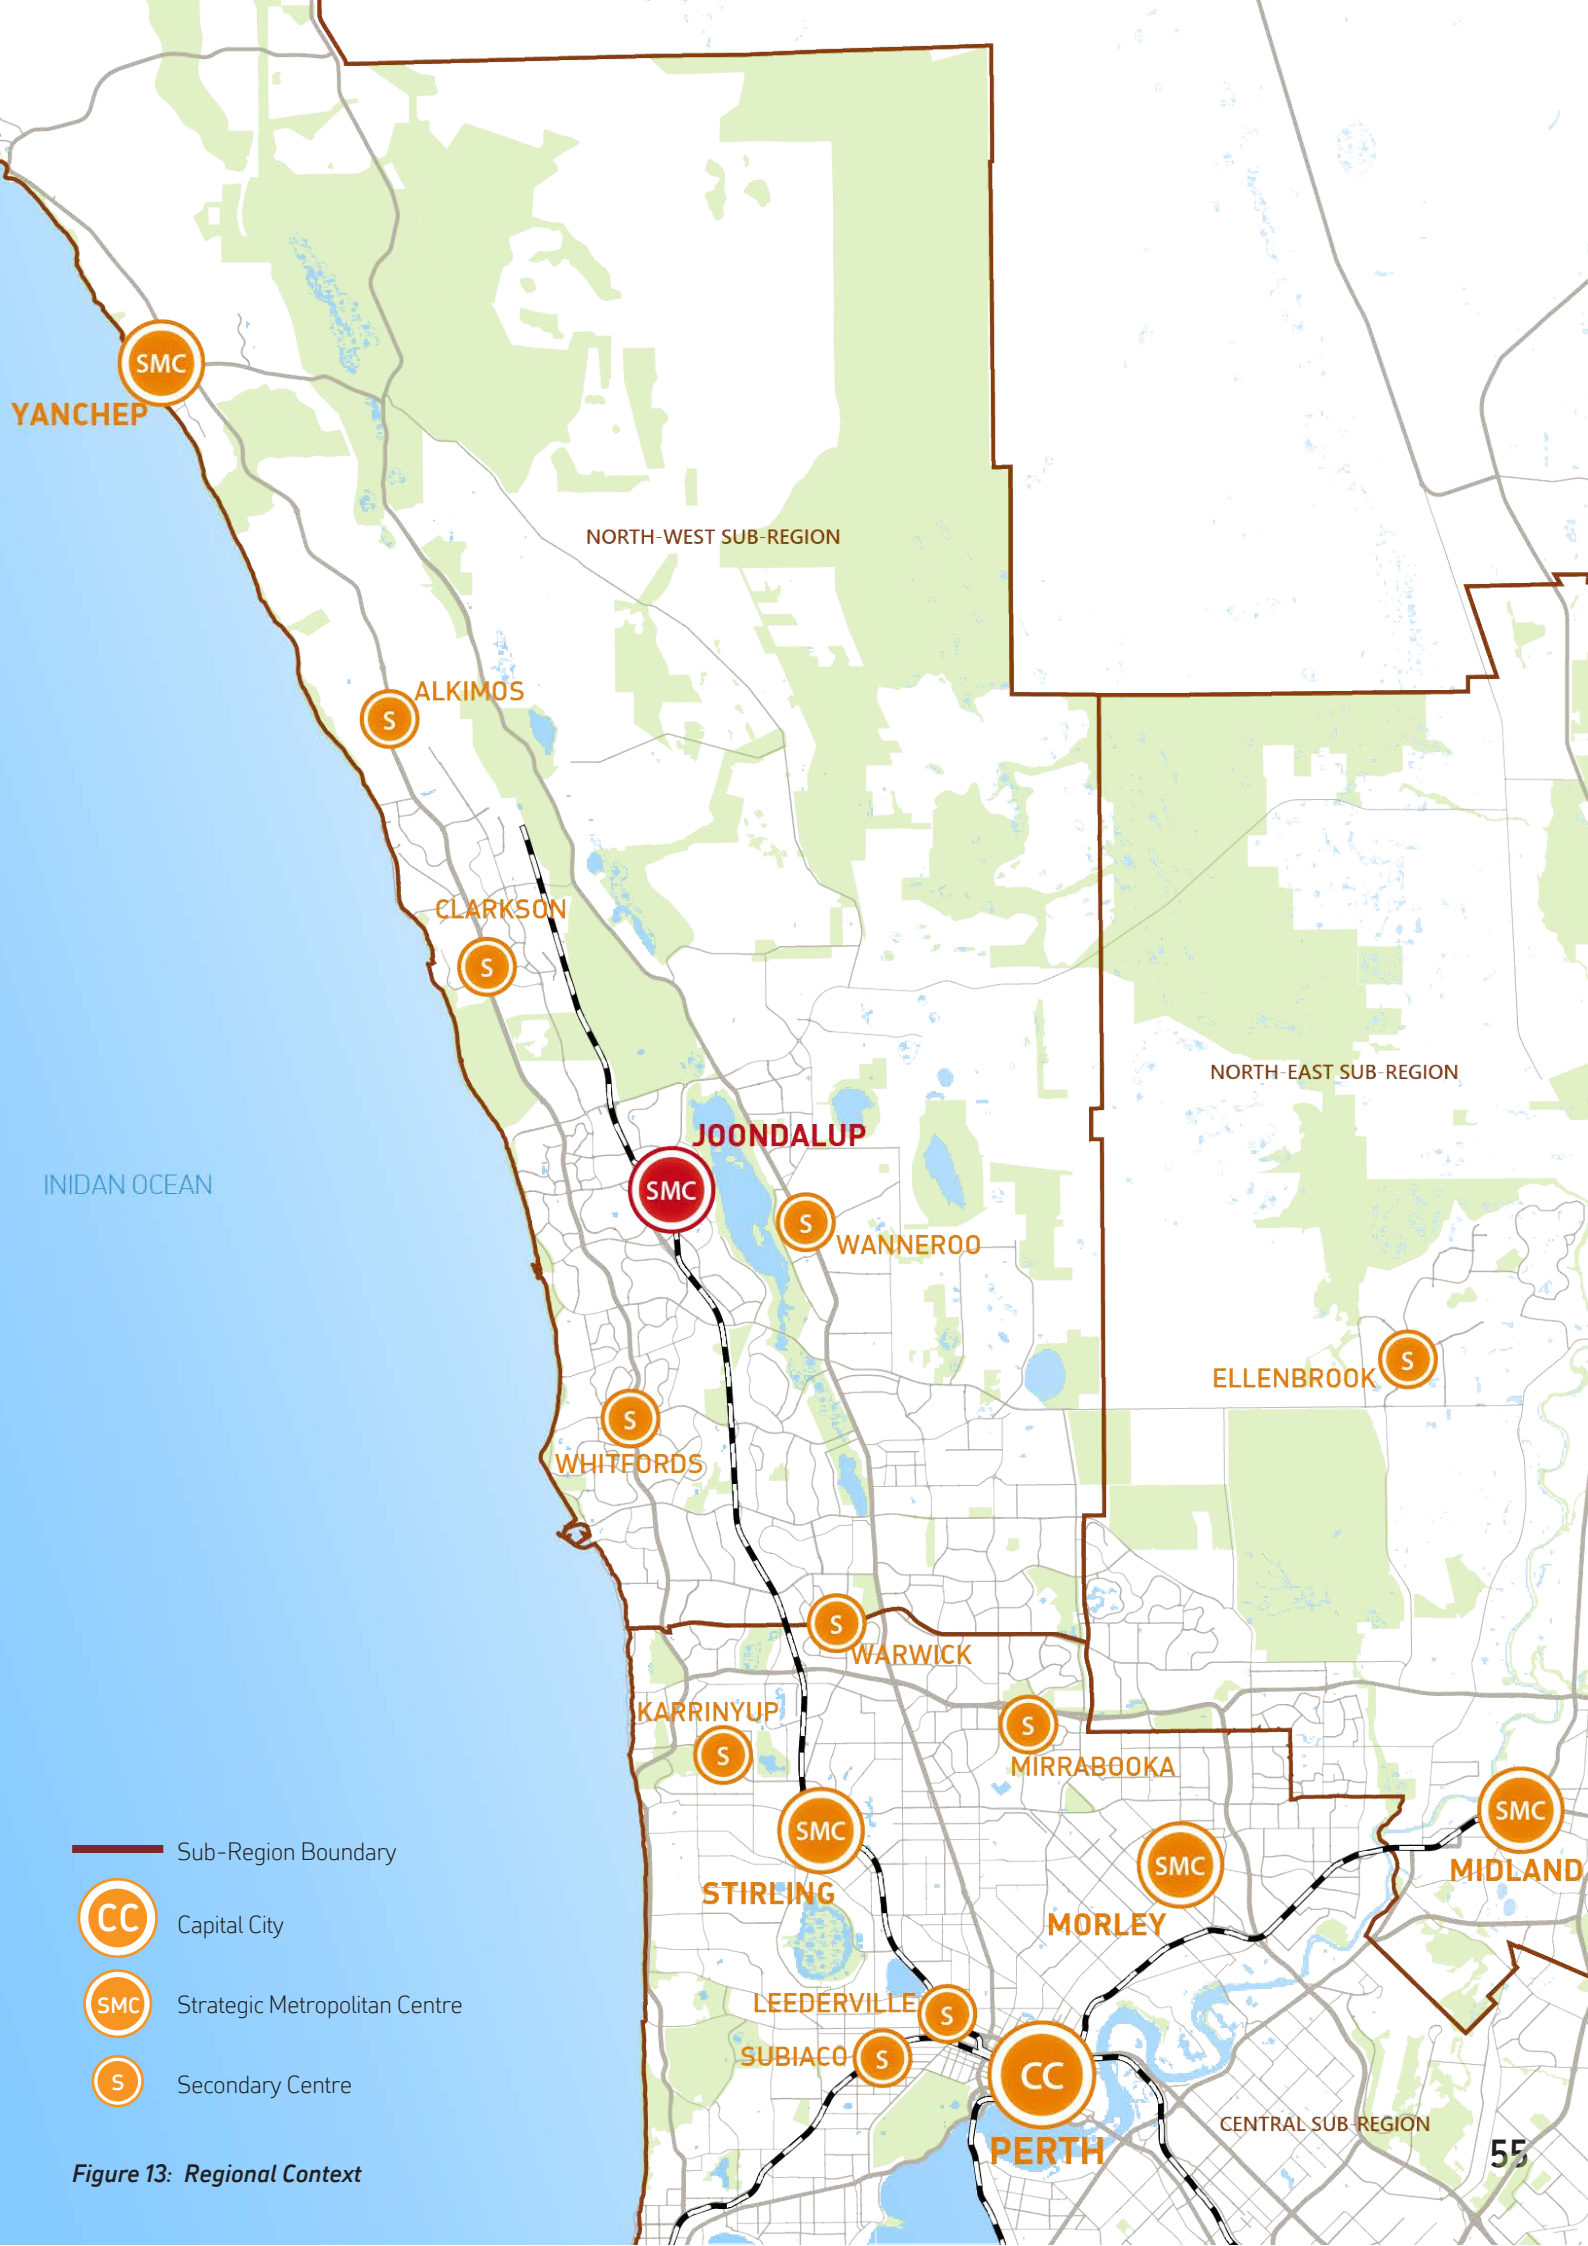 SMC
YANCHEP
NORTH-WEST SUB-REGION
ALKIMOS
S
CLARKSON
S
NORTH-EAST SUB-REGION
JOONDALUP
SMC
INIDAN OCEAN
S
WANNEROO
S
ELLENBROOK
S
WHITFORDS
S
WARWICK
KARRINYUP
S
S
MIRRABOOKA
SMC
STIRLING
SMC
MORLEY
SMC
MIDLAND
LEEDERVILLE
S
SUBIACO
S
CC
PERTH
CENTRAL SUB-REGION
Sub-Region Boundary
CC
Capital City
SMC
Strategic Metropolitan Centre
S
Secondary Centre
Figure 13: Regional Context
55